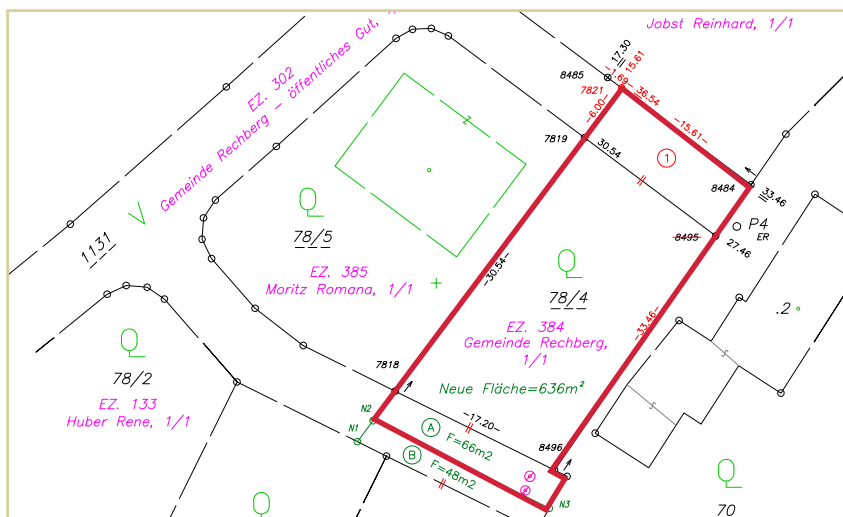 Jobst Reinhard, 1/1
EZ. 302
Gemeinde Rechberg – öffentliches Gut,
1131
17.30
15.61
8485
-1.69-
36.54
7821
-6.00-
-15.61-
7819
30.54
1
8484
33.46
P4
ER
8495
27.46
78/5
EZ. 385
Moritz Romana, 1/1
-30.54-
78/4
EZ. 384
Gemeinde Rechberg,
1/1
-33.46-
.2
Neue Fläche=636m²
78/2
EZ. 133
Huber Rene, 1/1
7818
N2
N1
-17.20-
A
F=66m2
B
F=48m2
8496
N3
70